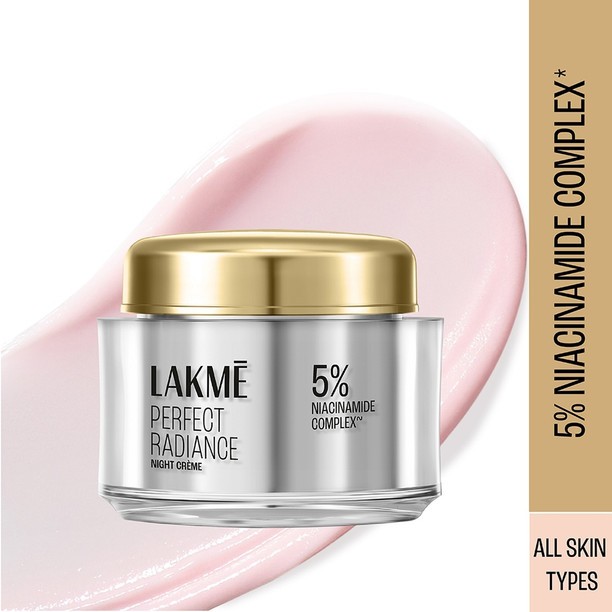 LAKMĒ
PERFECT
RADIANCE
NIGHT CRÈME
5%
NIACINAMIDE
COMPLEX~
5% NIACINAMIDE COMPLEX*
ALL SKIN
TYPES